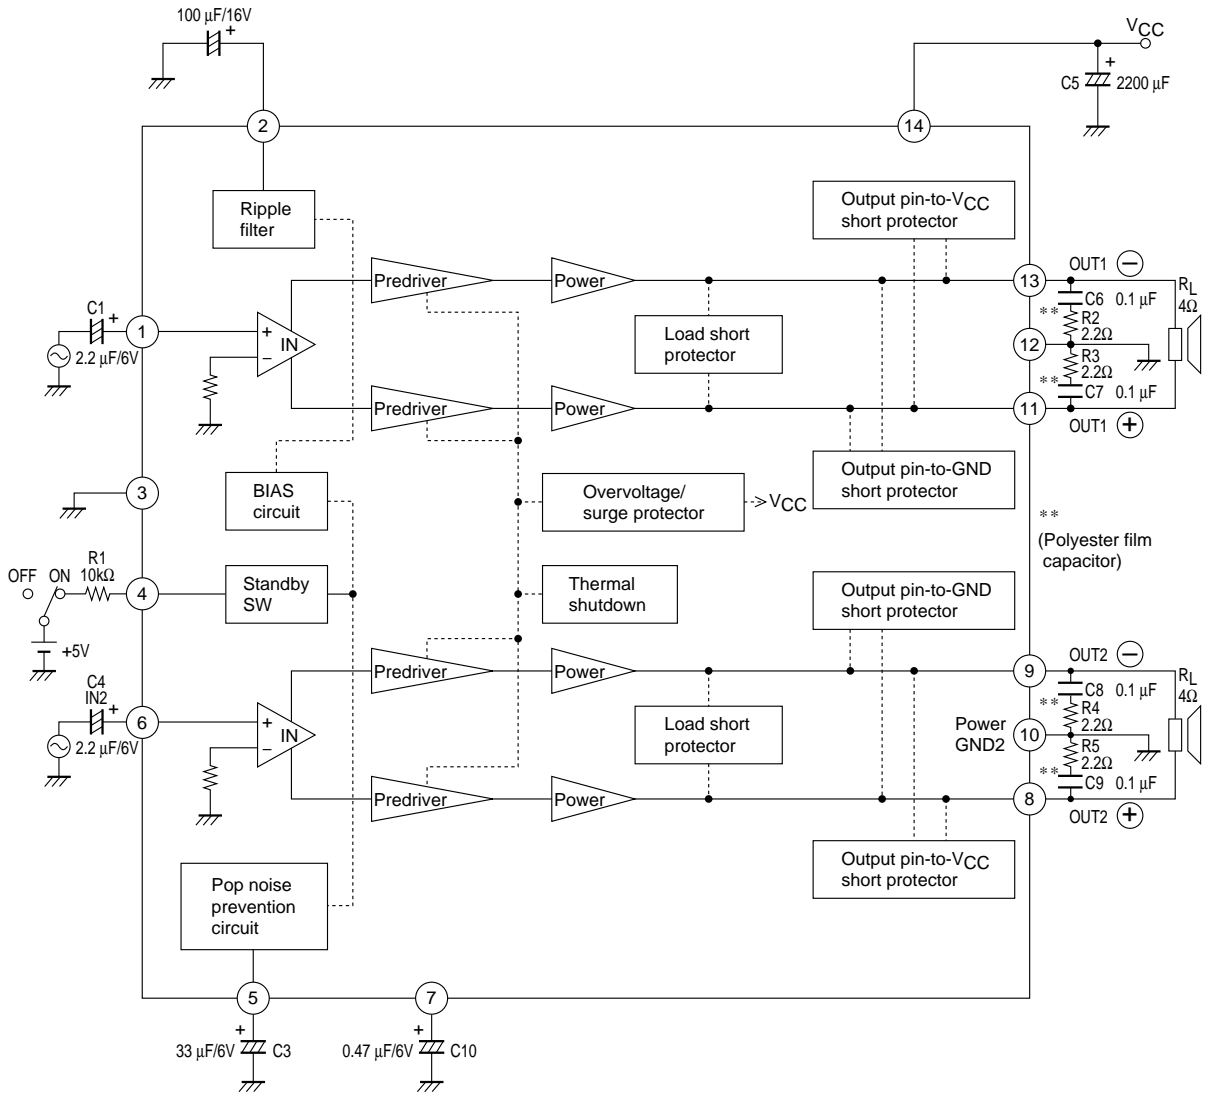 100 µF/16V
+
VCC
+
C5
2200 µF
2
14
Ripple
filter
Output pin-to-VCC
short protector
Predriver
Power
13
OUT1 −
RL
4Ω
C6 0.1 µF
** R2
2.2Ω
C1
+
1
2.2 µF/6V
+
IN
−
Load short
protector
12
R3
2.2Ω
** C7 0.1 µF
Predriver
Power
11
OUT1 +
3
BIAS
circuit
Overvoltage/
surge protector
VCC
Output pin-to-GND
short protector
**
(Polyester film
capacitor)
OFF ON
R1
10kΩ
4
+5V
Standby
SW
Thermal
shutdown
Output pin-to-GND
short protector
Predriver
Power
9
OUT2 −
RL
4Ω
C8 0.1 µF
** R4
2.2Ω
C4
IN2
+
6
2.2 µF/6V
+
IN
−
Load short
protector
Power
GND2
10
R5
2.2Ω
** C9 0.1 µF
Predriver
Power
8
OUT2 +
Pop noise
prevention
circuit
Output pin-to-VCC
short protector
5
7
+
33 µF/6V
C3
+
0.47 µF/6V
C10